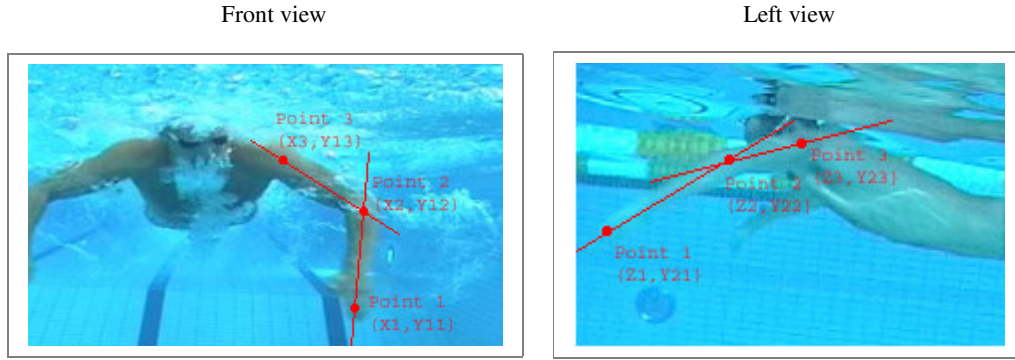 Front view
Left view
Point 3
(X3,Y13)
Point 2
(X2,Y12)
Point 1
(X1,Y11)
Point 3
(Z3,Y23)
Point 2
(Z2,Y22)
Point 1
(Z1,Y21)